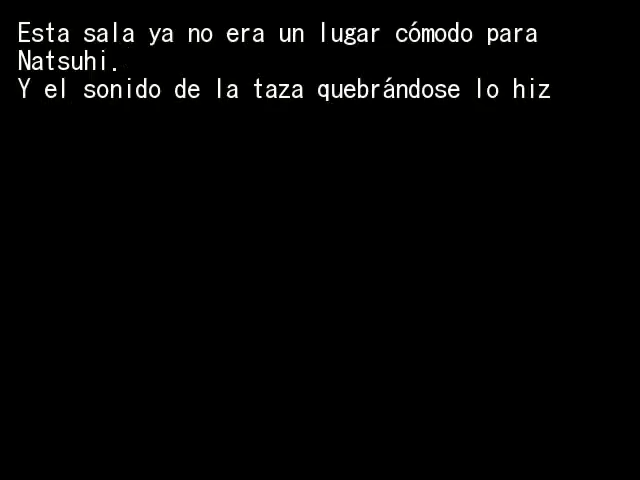 Esta sala ya no era un lugar cómodo para
Natsuhi.
Y el sonido de la taza quebrándose lo hiz